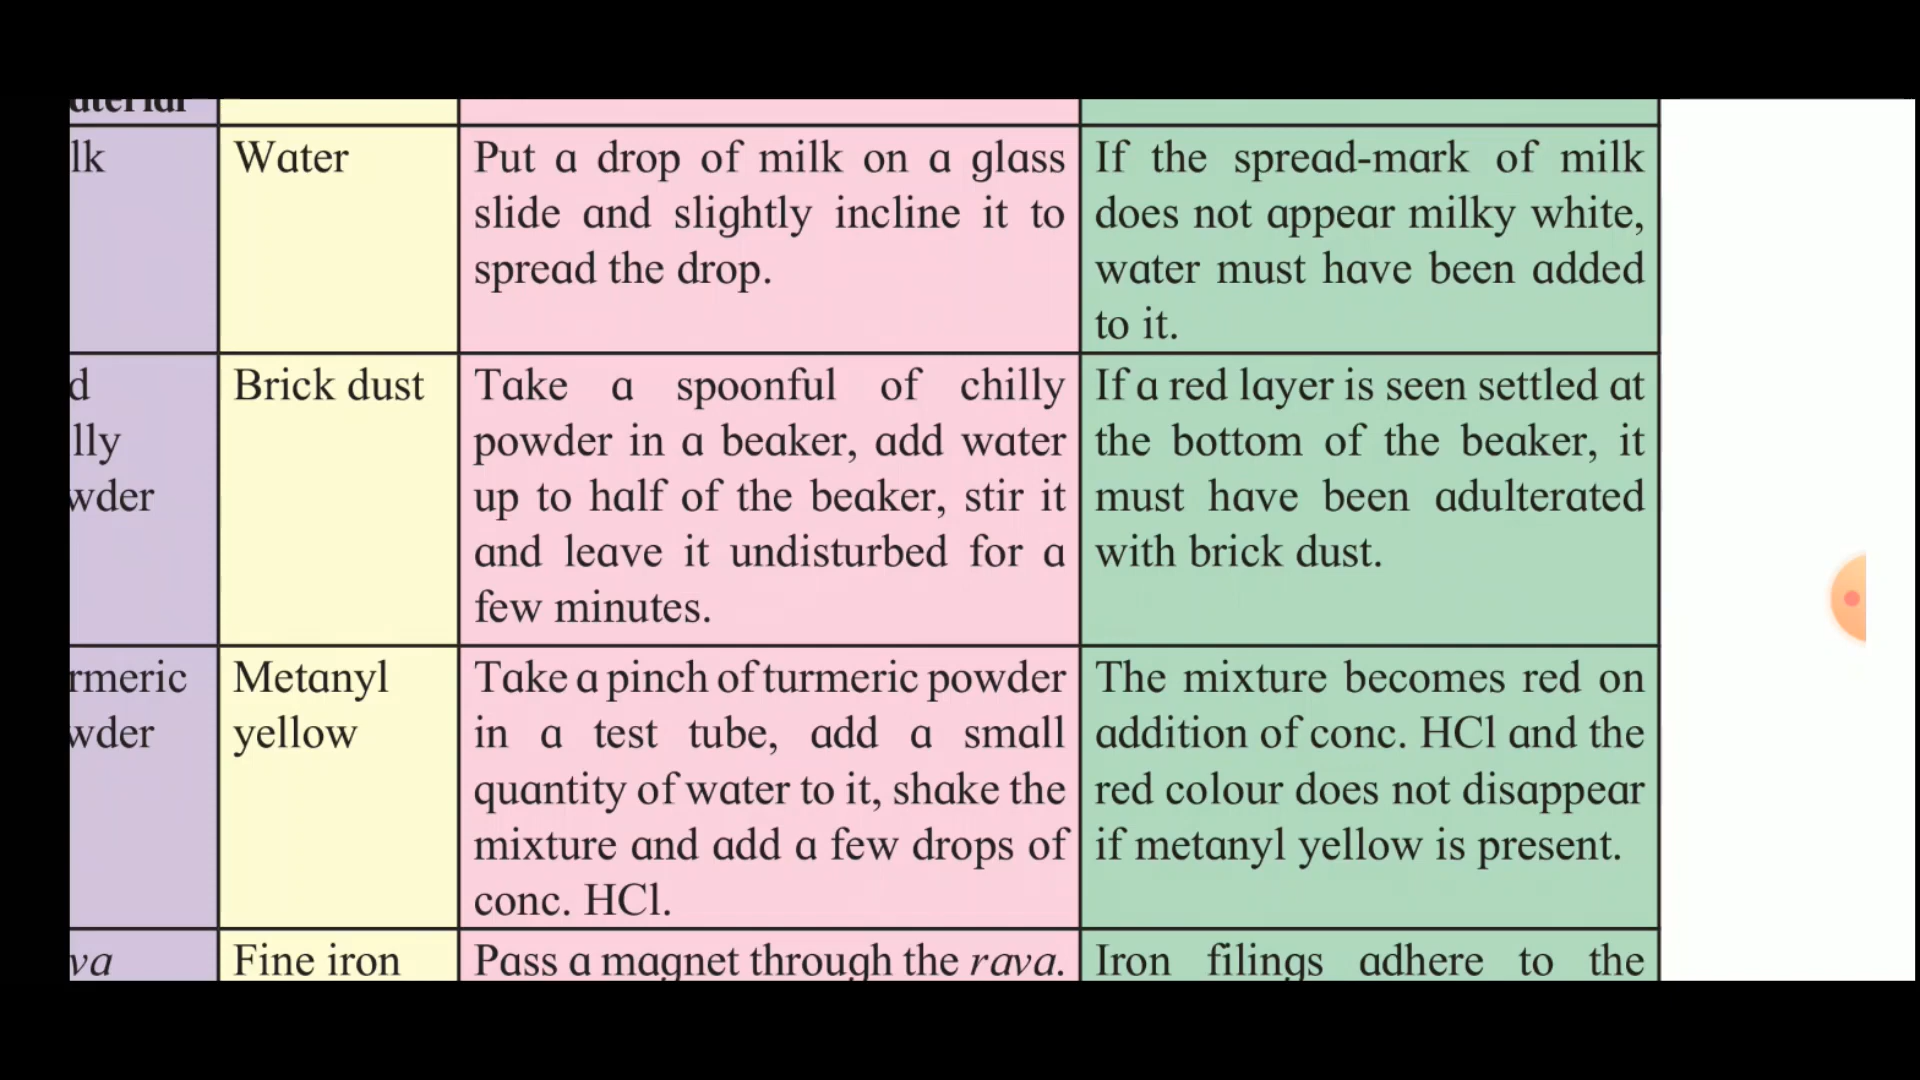 Water
Put a drop of milk on a glass
slide and slightly incline it to
spread the drop.
If the spread-mark of milk
does not appear milky white,
water must have been added
to it.
Brick dust
Take a spoonful of chilly
powder in a beaker, add water
up to half of the beaker, stir it
and leave it undisturbed for a
few minutes.
If a red layer is seen settled at
the bottom of the beaker, it
must have been adulterated
with brick dust.
rmeric
wder
Metanyl
yellow
Take a pinch of turmeric powder
in a test tube, add a small
quantity of water to it, shake the
mixture and add a few drops of
conc. HCl.
The mixture becomes red on
addition of conc. HCl and the
red colour does not disappear
if metanyl yellow is present.
va
Fine iron
Pass a magnet through the rava.
Iron filings adhere to the